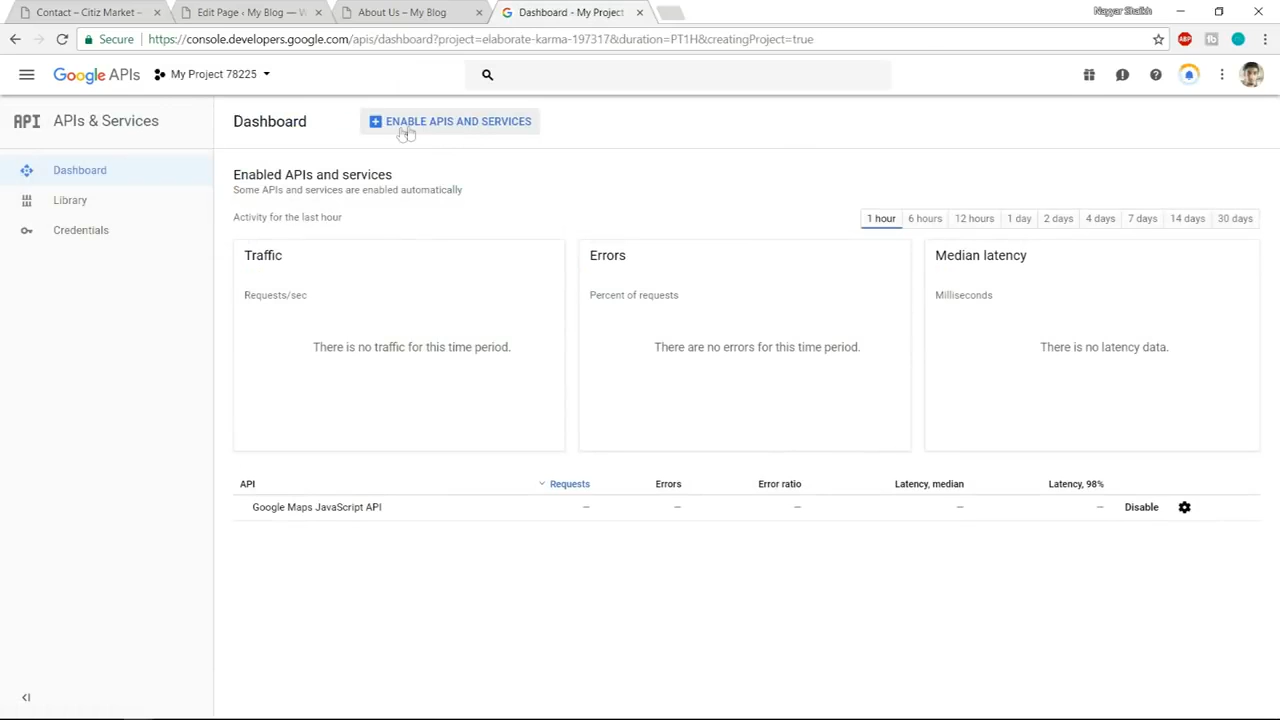 Contact – Citiz Market –
Edit Page ‹ My Blog — W
About Us – My Blog
Dashboard - My Project
Nayyar Shaikh
Secure
https://console.developers.google.com/apis/dashboard?project=elaborate-karma-197317&duration=PT1H&creatingProject=true
ABP
fb
Google APIs
My Project 78225
API APIs & Services
Dashboard
ENABLE APIS AND SERVICES
Dashboard
Library
Credentials
Enabled APIs and services
Some APIs and services are enabled automatically
Activity for the last hour
1 hour 6 hours 12 hours 1 day 2 days 4 days 7 days 14 days 30 days
Traffic
Requests/sec
There is no traffic for this time period.
Errors
Percent of requests
There are no errors for this time period.
Median latency
Milliseconds
There is no latency data.
API Requests Errors Error ratio Latency, median Latency, 98%
Google Maps JavaScript API – – – – – Disable